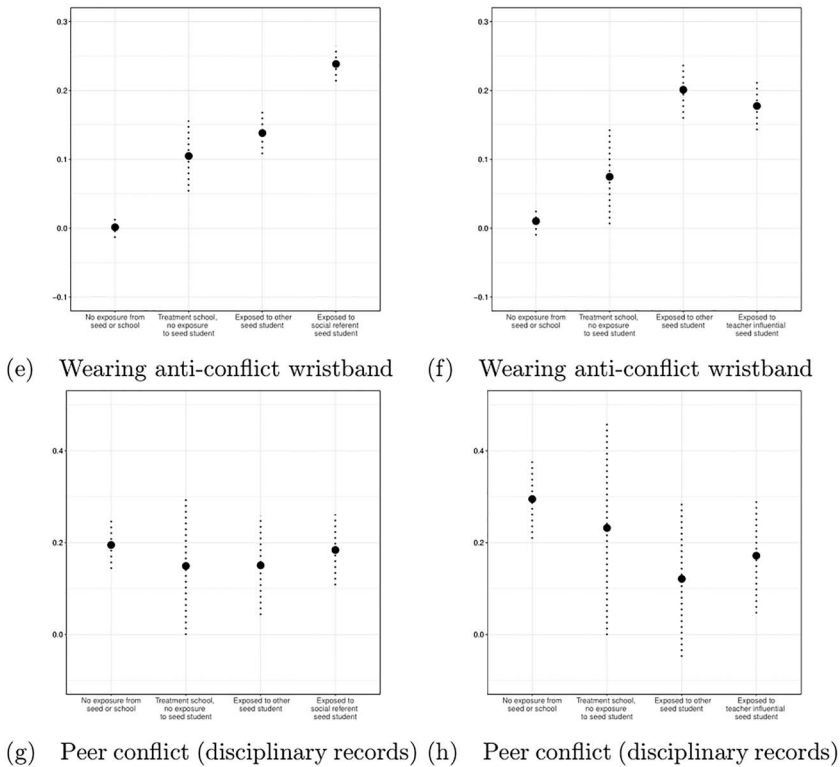 0.3
0.2
0.1
0.0
−0.1
No exposure from
seed or school
Treatment school,
no exposure
to seed student
Exposed to other
seed student
Exposed to
social referent
seed student
(e) Wearing anti-conflict wristband
0.3
0.2
0.1
0.0
−0.1
No exposure from
seed or school
Treatment school,
no exposure
to seed student
Exposed to other
seed student
Exposed to
teacher influential
seed student
(f) Wearing anti-conflict wristband
0.4
0.2
0.0
No exposure from
seed or school
Treatment school,
no exposure
to seed student
Exposed to other
seed student
Exposed to
social referent
seed student
(g) Peer conflict (disciplinary records)
0.4
0.2
0.0
No exposure from
seed or school
Treatment school,
no exposure
to seed student
Exposed to other
seed student
Exposed to
teacher influential
seed student
(h) Peer conflict (disciplinary records)